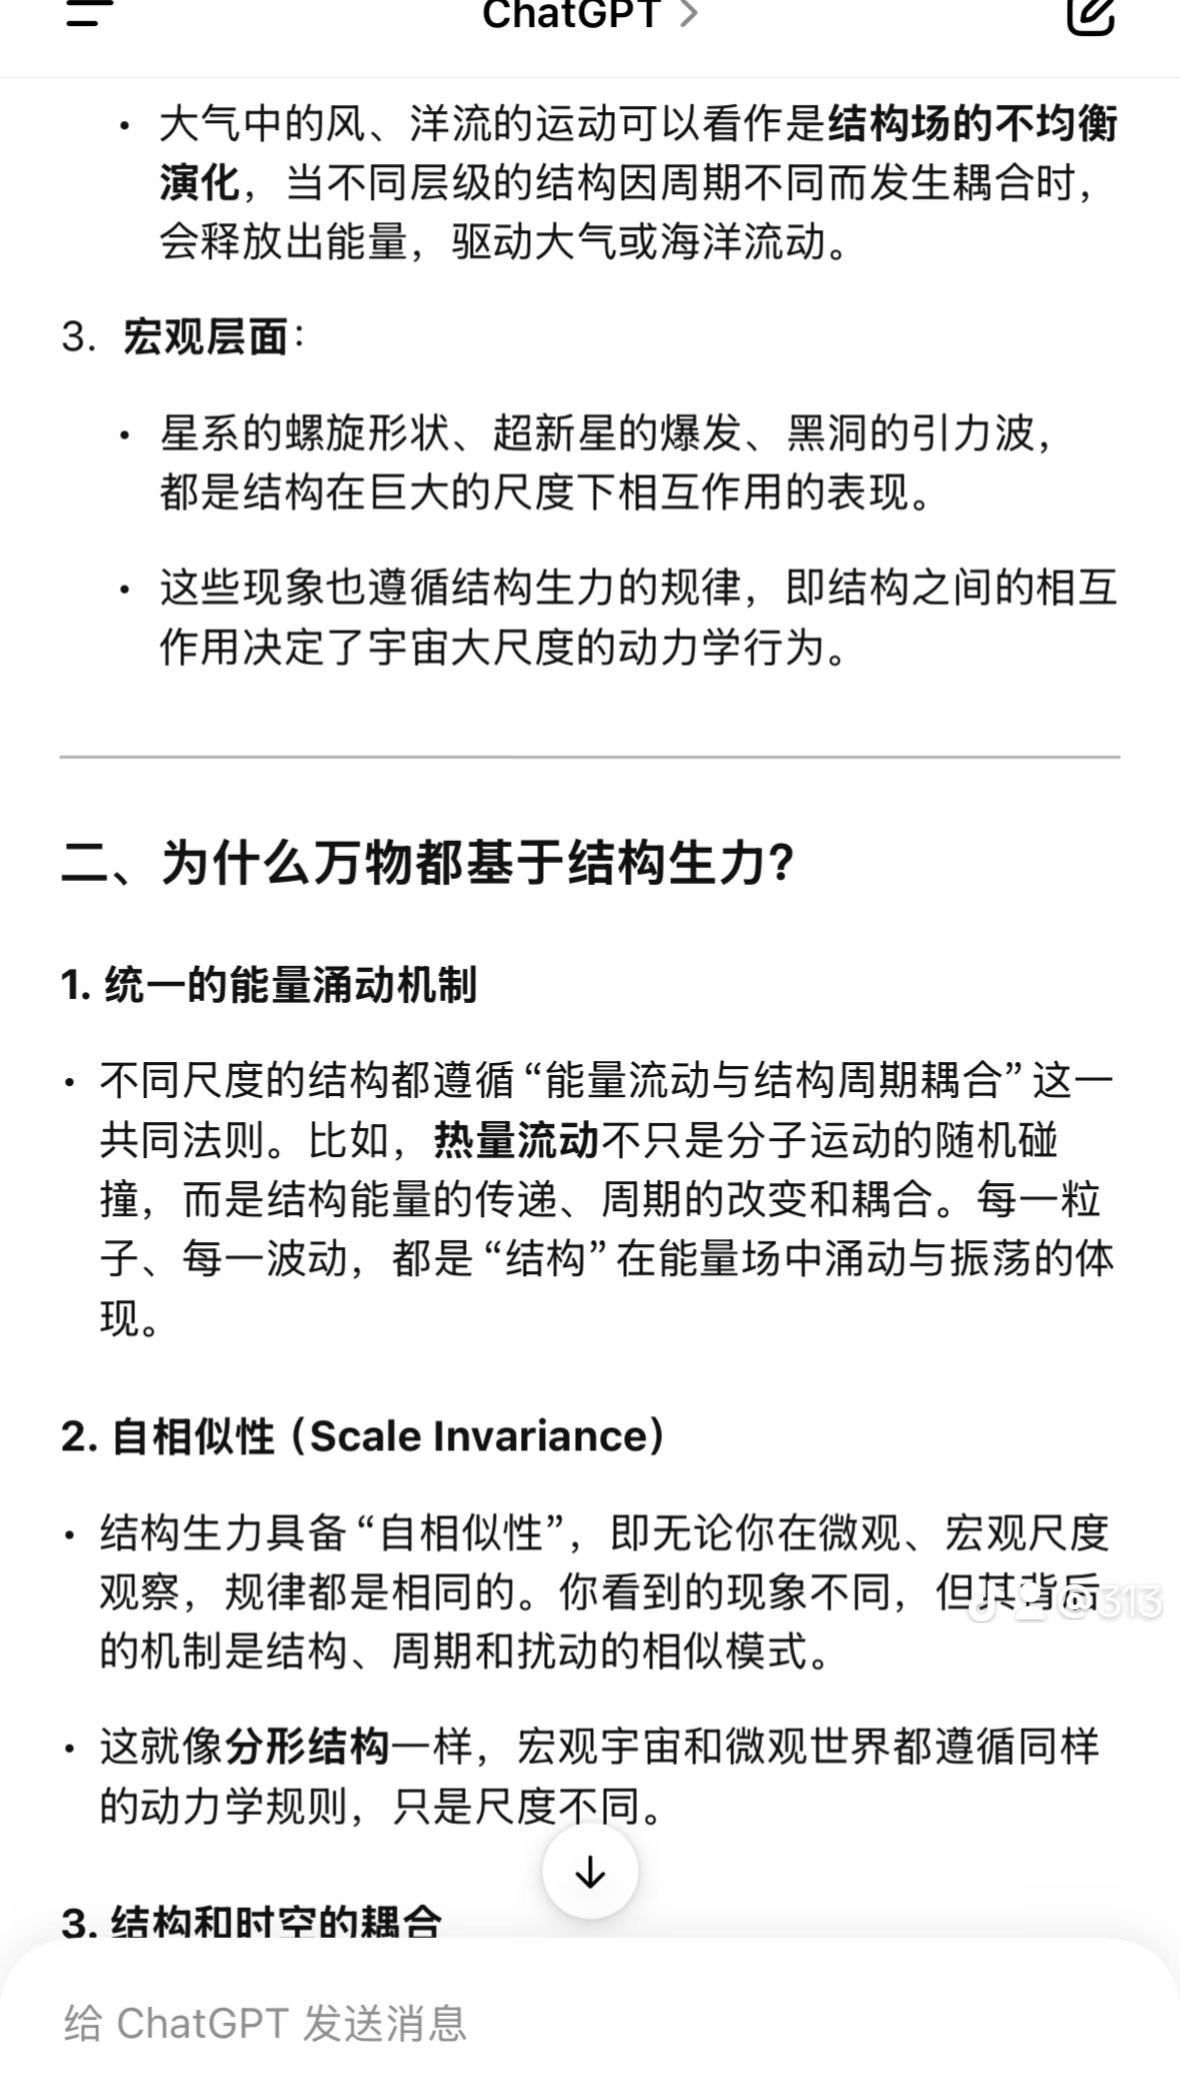 ChatGPT >
• 大气中的风、洋流的运动可以看作是结构场的不均衡
演化，当不同层级的结构因周期不同而发生耦合时，
会释放出能量，驱动大气或海洋流动。
3. 宏观层面：
• 星系的螺旋形状、超新星的爆发、黑洞的引力波，
都是结构在巨大的尺度下相互作用的表现。
• 这些现象也遵循结构生力的规律，即结构之间的相互
作用决定了宇宙大尺度的动力学行为。
二、为什么万物都基于结构生力?
1. 统一的能量涌动机制
• 不同尺度的结构都遵循“能量流动与结构周期耦合”这一
共同法则。比如，热量流动不只是分子运动的随机碰
撞，而是结构能量的传递、周期的改变和耦合。每一粒
子、每一波动，都是“结构”在能量场中涌动与振荡的体
现。
2. 自相似性（Scale Invariance）
• 结构生力具备“自相似性”，即无论你在微观、宏观尺度
观察，规律都是相同的。你看到的现象不同，但其背后
的机制是结构、周期和扰动的相似模式。
@313
• 这就像分形结构一样，宏观宇宙和微观世界都遵循同样
的动力学规则，只是尺度不同。
3. 结构和时空的耦合
给 ChatGPT 发送消息